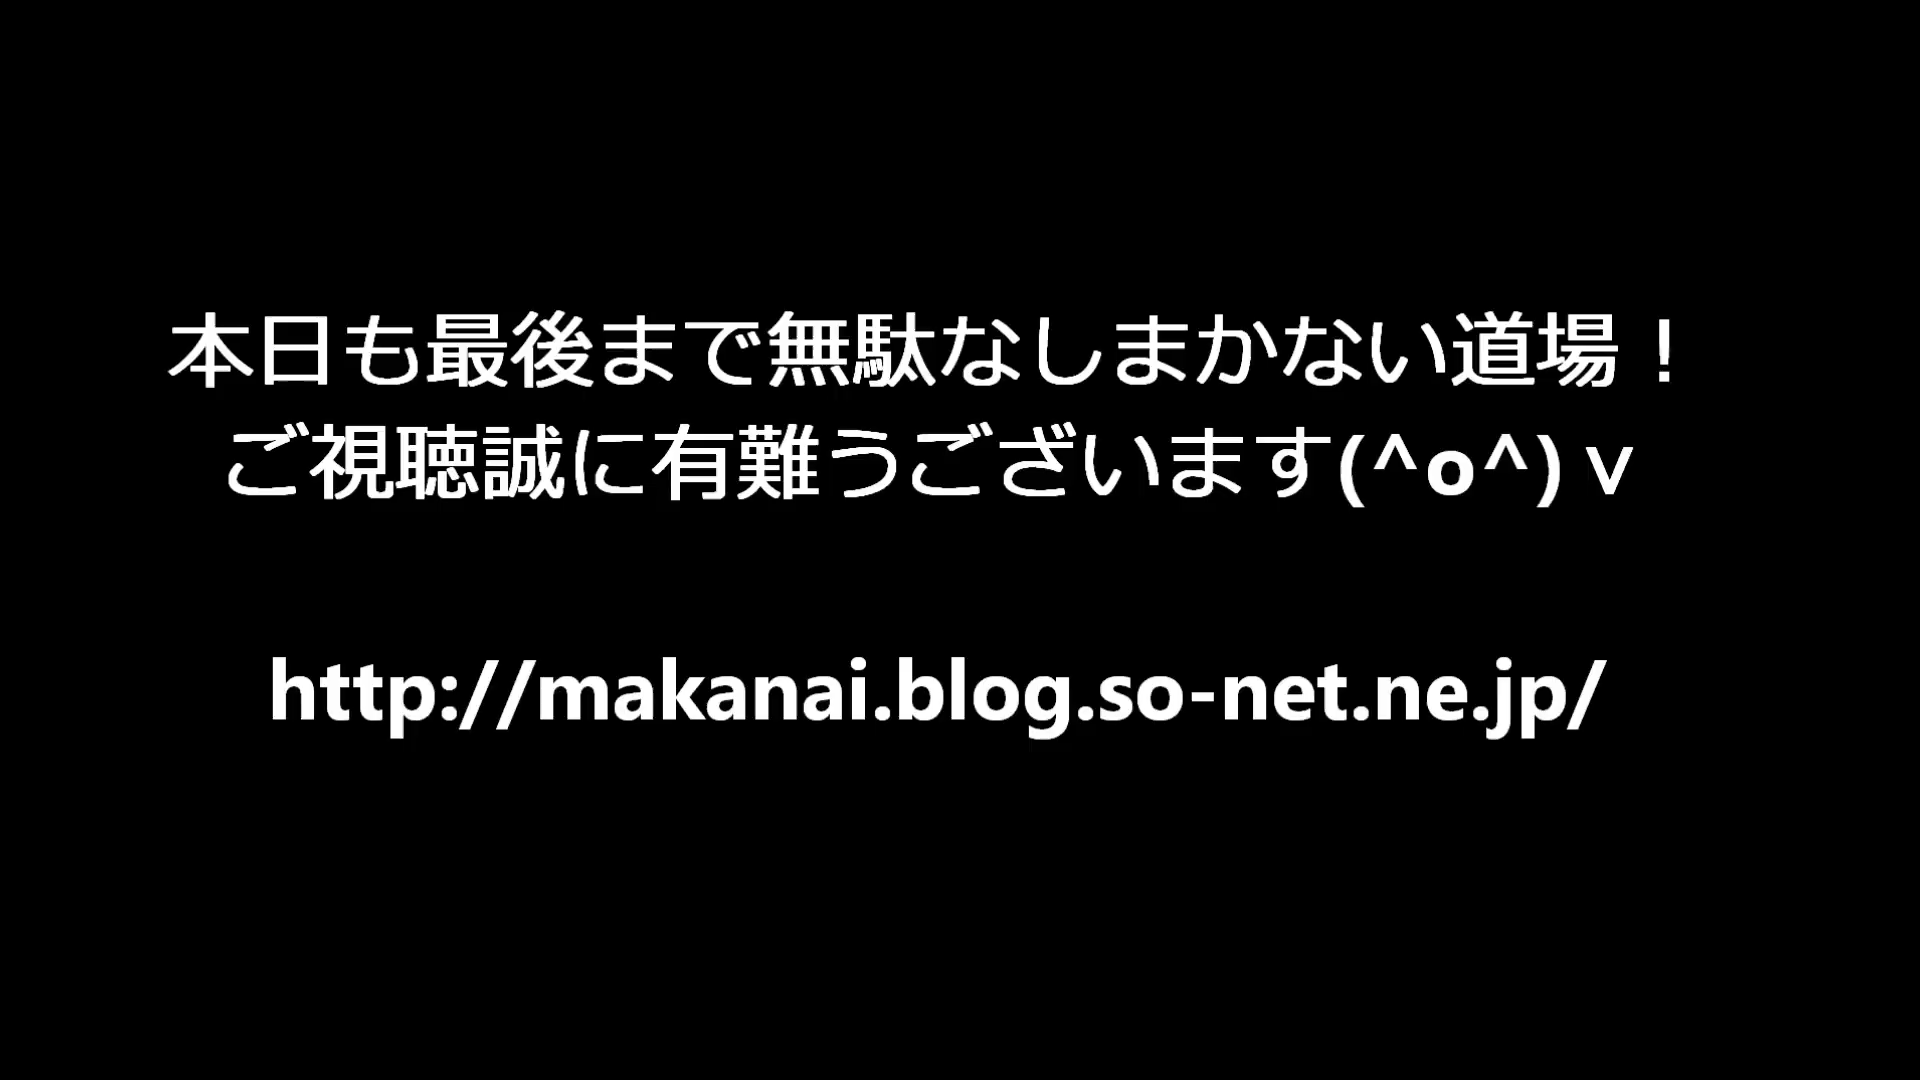 本日も最後まで無駄なしまかない道場！
ご視聴誠に有難うございます(^o^)ｖ
http://makanai.blog.so-net.ne.jp/